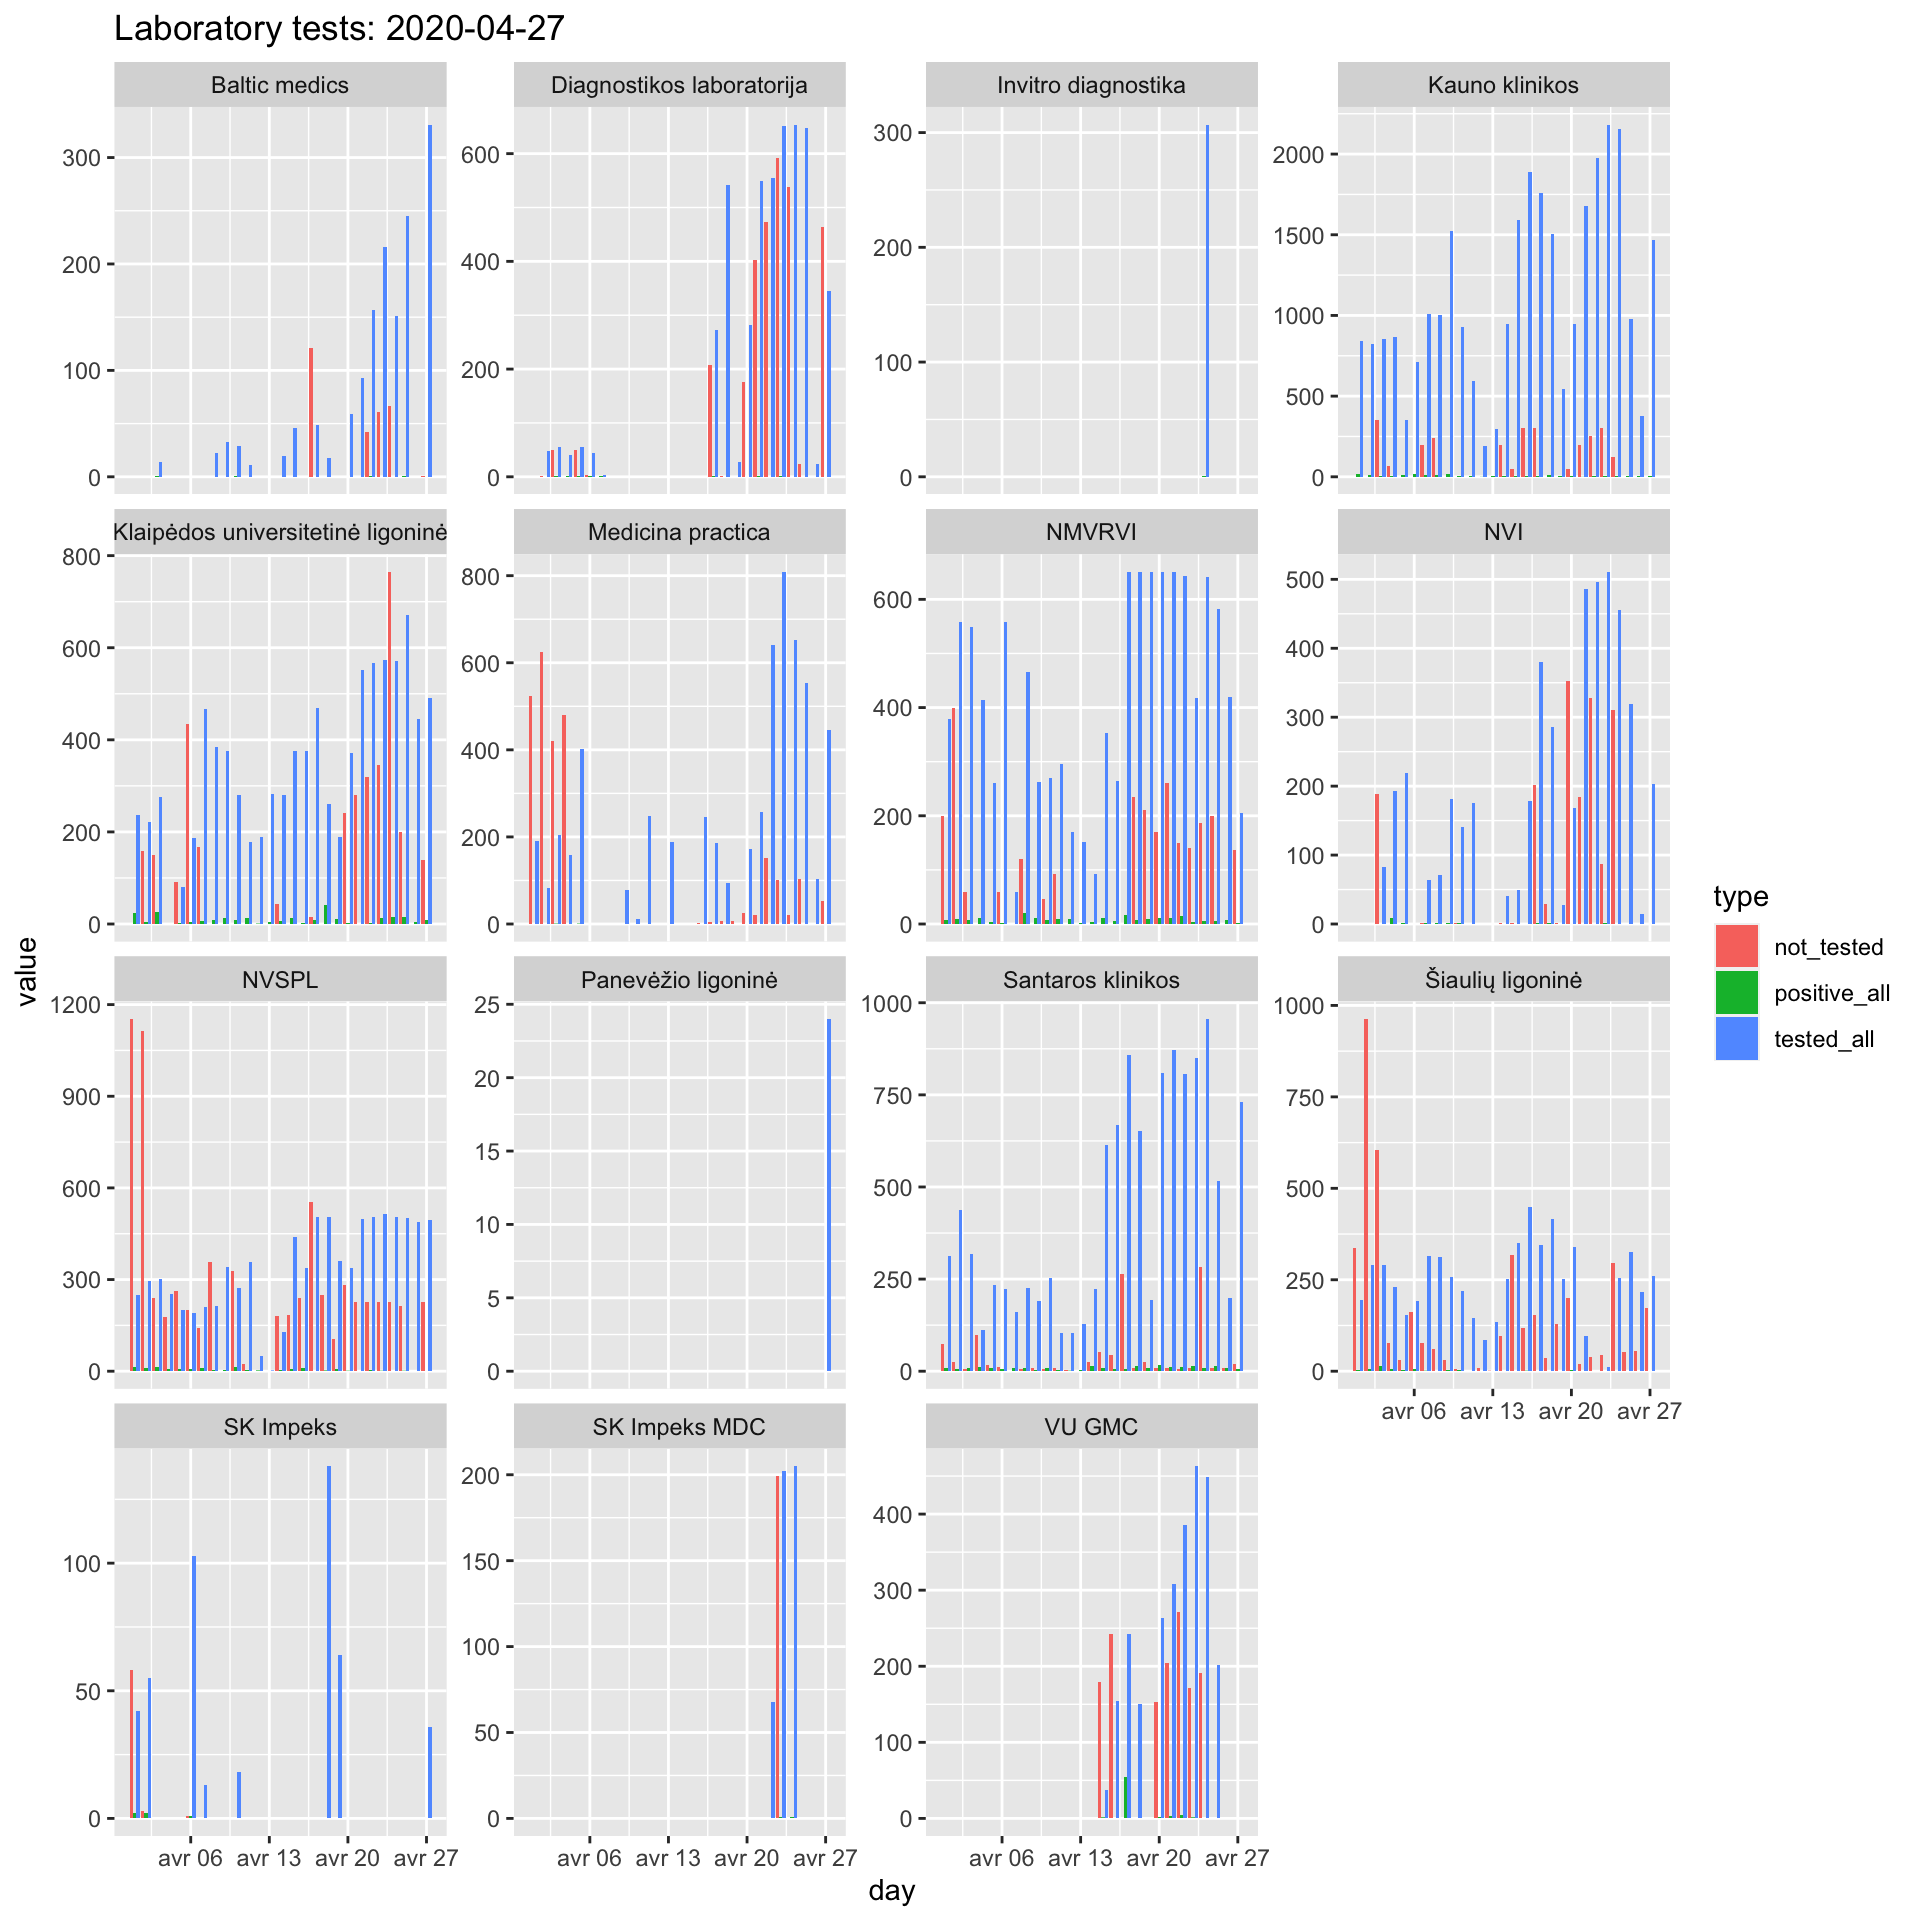 Laboratory tests: 2020-04-27
Baltic medics
Diagnostikos laboratorija
Invitro diagnostika
Kauno klinikos
300
200
100
0
600
400
200
0
300
200
100
0
2000
1500
1000
500
0
Klaipėdos universitetinė ligoninė
Medicina practica
NMVRVI
NVI
800
600
400
200
0
800
600
400
200
0
600
400
200
0
500
400
300
200
100
0
NVSPL
Panevėžio ligoninė
Santaros klinikos
Šiaulių ligoninė
1200
900
600
300
0
25
20
15
10
5
0
1000
750
500
250
0
1000
750
500
250
0
avr 06 avr 13 avr 20 avr 27
SK Impeks
SK Impeks MDC
VU GMC
100
50
0
200
150
100
50
0
400
300
200
100
0
avr 06 avr 13 avr 20 avr 27
avr 06 avr 13 avr 20 avr 27
avr 06 avr 13 avr 20 avr 27
day
value
type
not_tested
positive_all
tested_all